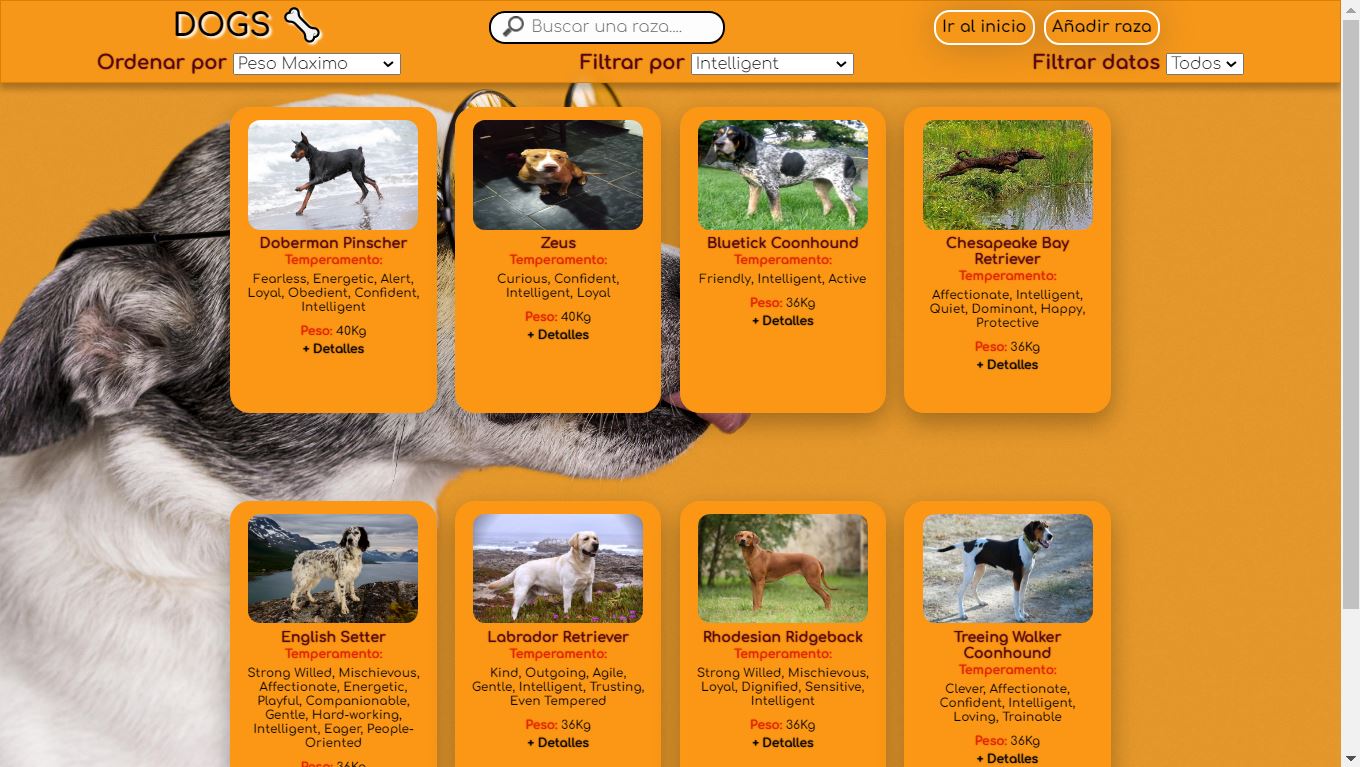 DOGS
Buscar una raza....
Ir al inicio
Añadir raza
Ordenar por Peso Maximo
Filtrar por Intelligent
Filtrar datos Todos
Doberman Pinscher
Temperamento:
Fearless, Energetic, Alert,
Loyal, Obedient, Confident,
Intelligent
Peso: 40Kg
+ Detalles
Zeus
Temperamento:
Curious, Confident,
Intelligent, Loyal
Peso: 40Kg
+ Detalles
Bluetick Coonhound
Temperamento:
Friendly, Intelligent, Active
Peso: 36Kg
+ Detalles
Chesapeake Bay
Retriever
Temperamento:
Affectionate, Intelligent,
Quiet, Dominant, Happy,
Protective
Peso: 36Kg
+ Detalles
English Setter
Temperamento:
Strong Willed, Mischievous,
Affectionate, Energetic,
Playful, Companionable,
Gentle, Hard-working,
Intelligent, Eager, People-
Oriented
Peso: 36Kg
Labrador Retriever
Temperamento:
Kind, Outgoing, Agile,
Gentle, Intelligent, Trusting,
Even Tempered
Peso: 36Kg
+ Detalles
Rhodesian Ridgeback
Temperamento:
Strong Willed, Mischievous,
Loyal, Dignified, Sensitive,
Intelligent
Peso: 36Kg
+ Detalles
Treeing Walker
Coonhound
Temperamento:
Clever, Affectionate,
Confident, Intelligent,
Loving, Trainable
Peso: 36Kg
+ Detalles